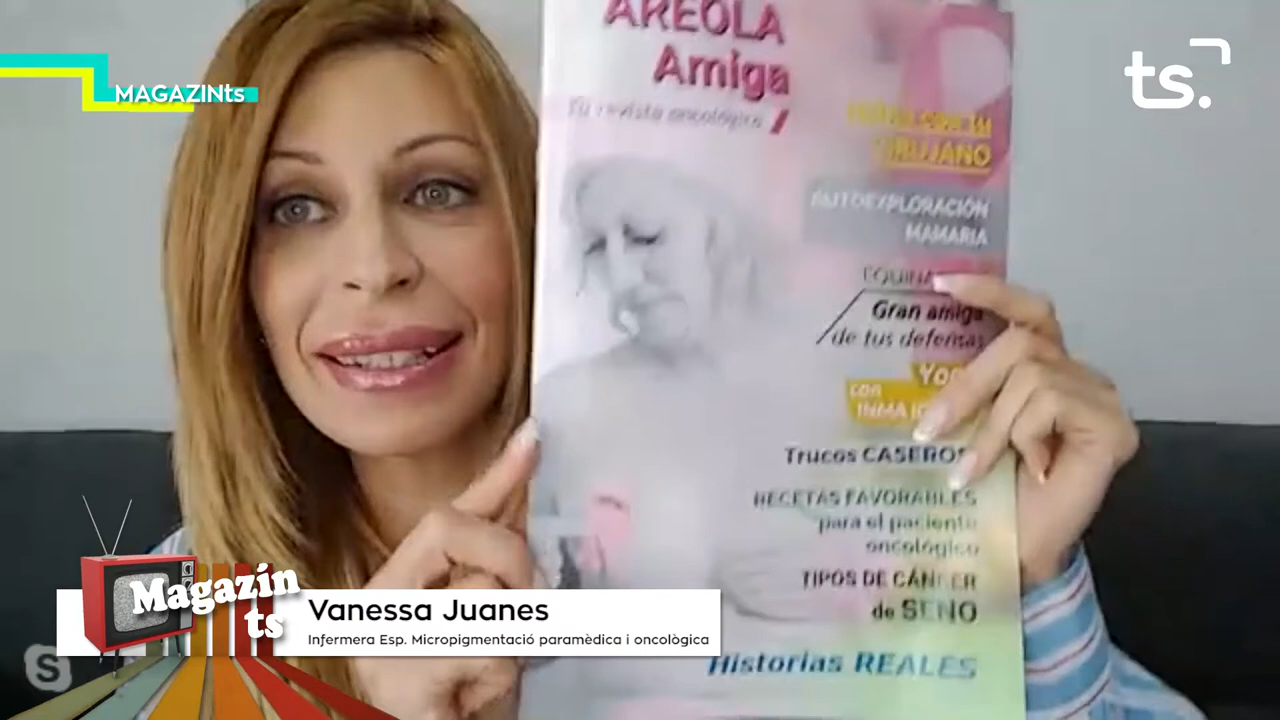 MAGAZINts
ts.
AREOLA
Amiga
Tu revista oncológica
CIRUJANO
AUTOEXPLORACIÓN
MAMARIA
Gran amiga
de tus defensas
con
Trucos CASEROS
RECETAS FAVORABLES
para el paciente
oncológico
TIPOS DE CÁNCER
de SENO
Historias REALES
Magazin
ts
Vanessa Juanes
Infermera Esp. Micropigmentació paramèdica i oncològica
S